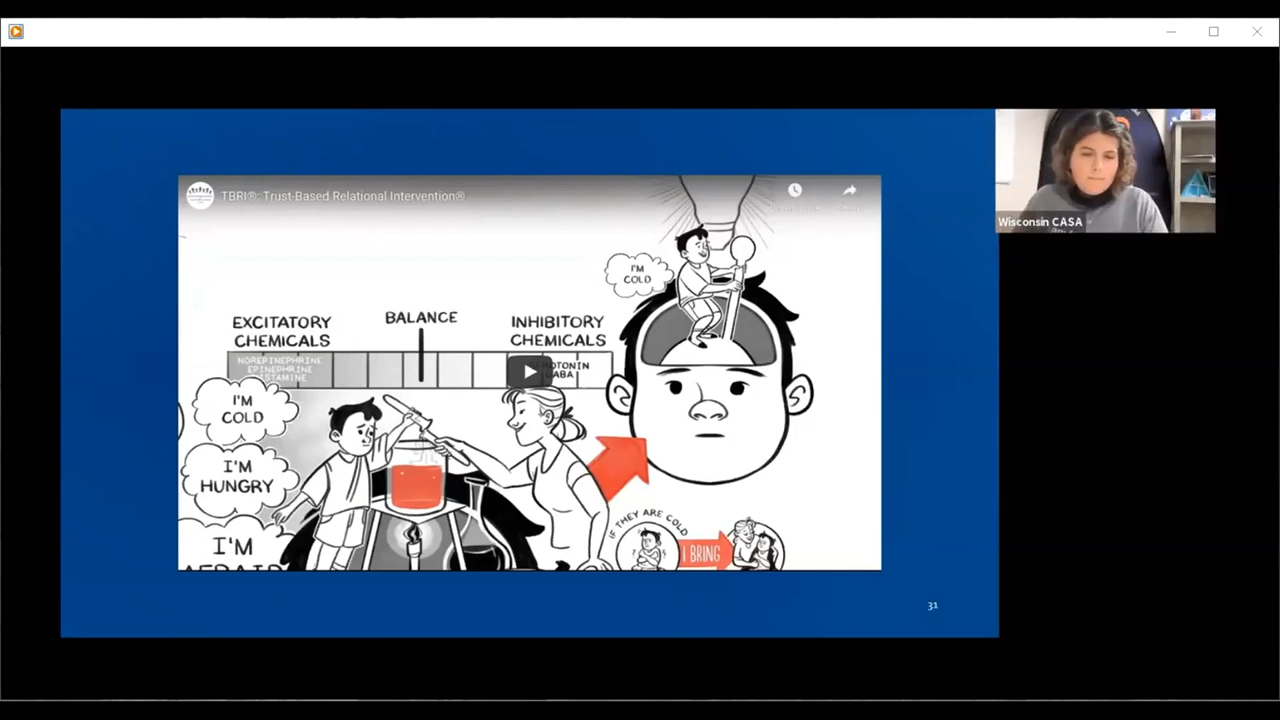 TBRI®: Trust-Based Relational Intervention®
Wisconsin CASA
I'M
COLD
BALANCE
EXCITATORY
CHEMICALS
INHIBITORY
CHEMICALS
NOREPINEPHRINE
EPINEPHRINE
I'M
COLD
I'M
HUNGRY
I'M
AFRAID
IF THEY ARE COLD
I BRING
31